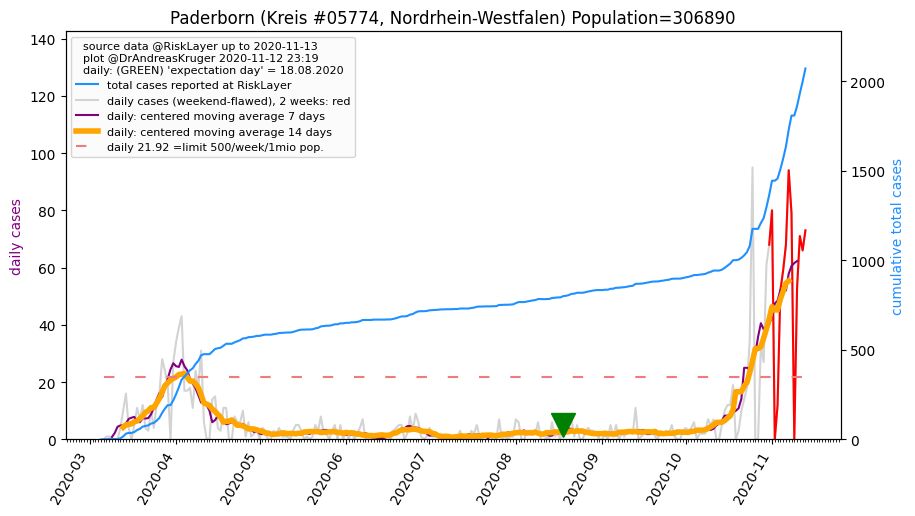 Paderborn (Kreis #05774, Nordrhein-Westfalen) Population=306890
source data @RiskLayer up to 2020-11-13
plot @DrAndreasKruger 2020-11-12 23:19
daily: (GREEN) 'expectation day' = 18.08.2020
total cases reported at RiskLayer
daily cases (weekend-flawed), 2 weeks: red
daily: centered moving average 7 days
daily: centered moving average 14 days
daily 21.92 =limit 500/week/1mio pop.
daily cases
140
120
100
80
60
40
20
0
cumulative total cases
2000
1500
1000
500
0
2020-03
2020-04
2020-05
2020-06
2020-07
2020-08
2020-09
2020-10
2020-11